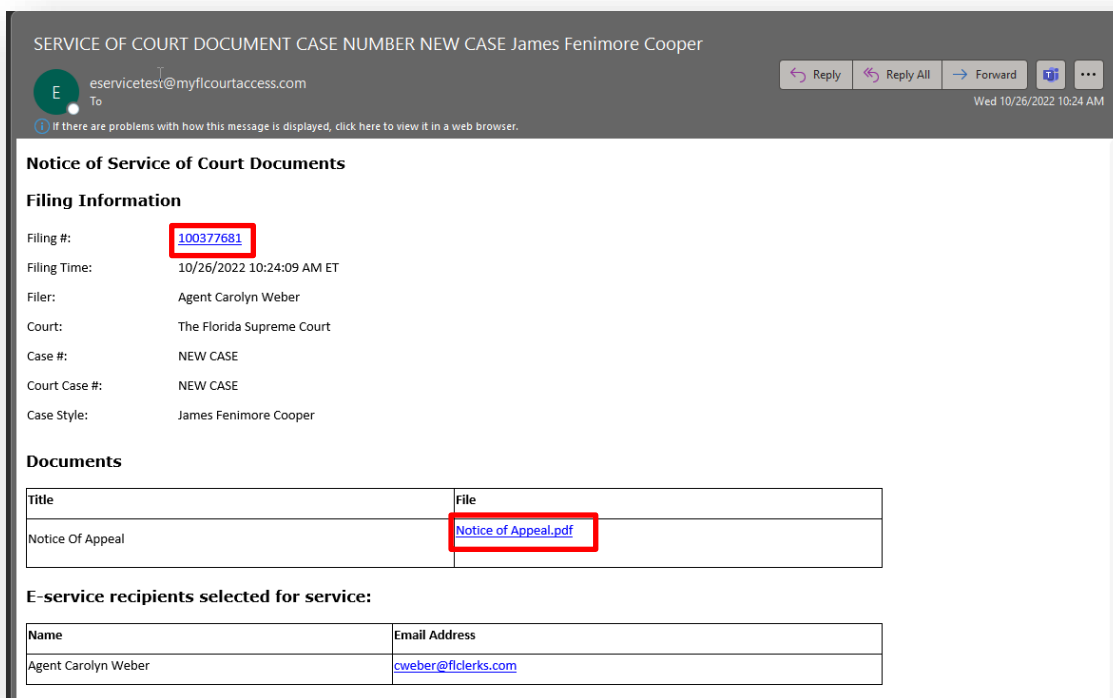 SERVICE OF COURT DOCUMENT CASE NUMBER NEW CASE James Fenimore Cooper
E
eservicetest@myflcourtaccess.com
To
Reply
Reply All
Forward
...
Wed 10/26/2022 10:24 AM
If there are problems with how this message is displayed, click here to view it in a web browser.
Notice of Service of Court Documents
Filing Information
Filing #: 100377681
Filing Time: 10/26/2022 10:24:09 AM ET
Filer: Agent Carolyn Weber
Court: The Florida Supreme Court
Case #: NEW CASE
Court Case #: NEW CASE
Case Style: James Fenimore Cooper
Documents
Title File
Notice Of Appeal Notice of Appeal.pdf
E-service recipients selected for service:
Name Email Address
Agent Carolyn Weber cweber@flclerks.com